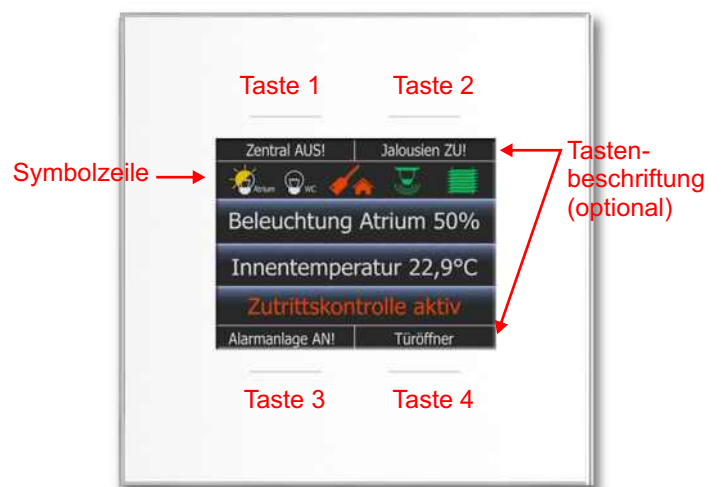 Taste 1 Taste 2
Zentral AUS! Jalousien ZU!
Symbolzeile
Tasten-
beschriftung
(optional)
Atrium WC
Beleuchtung Atrium 50%
Innentemperatur 22,9°C
Zutrittskontrolle aktiv
Alarmanlage AN! Türöffner
Taste 3 Taste 4